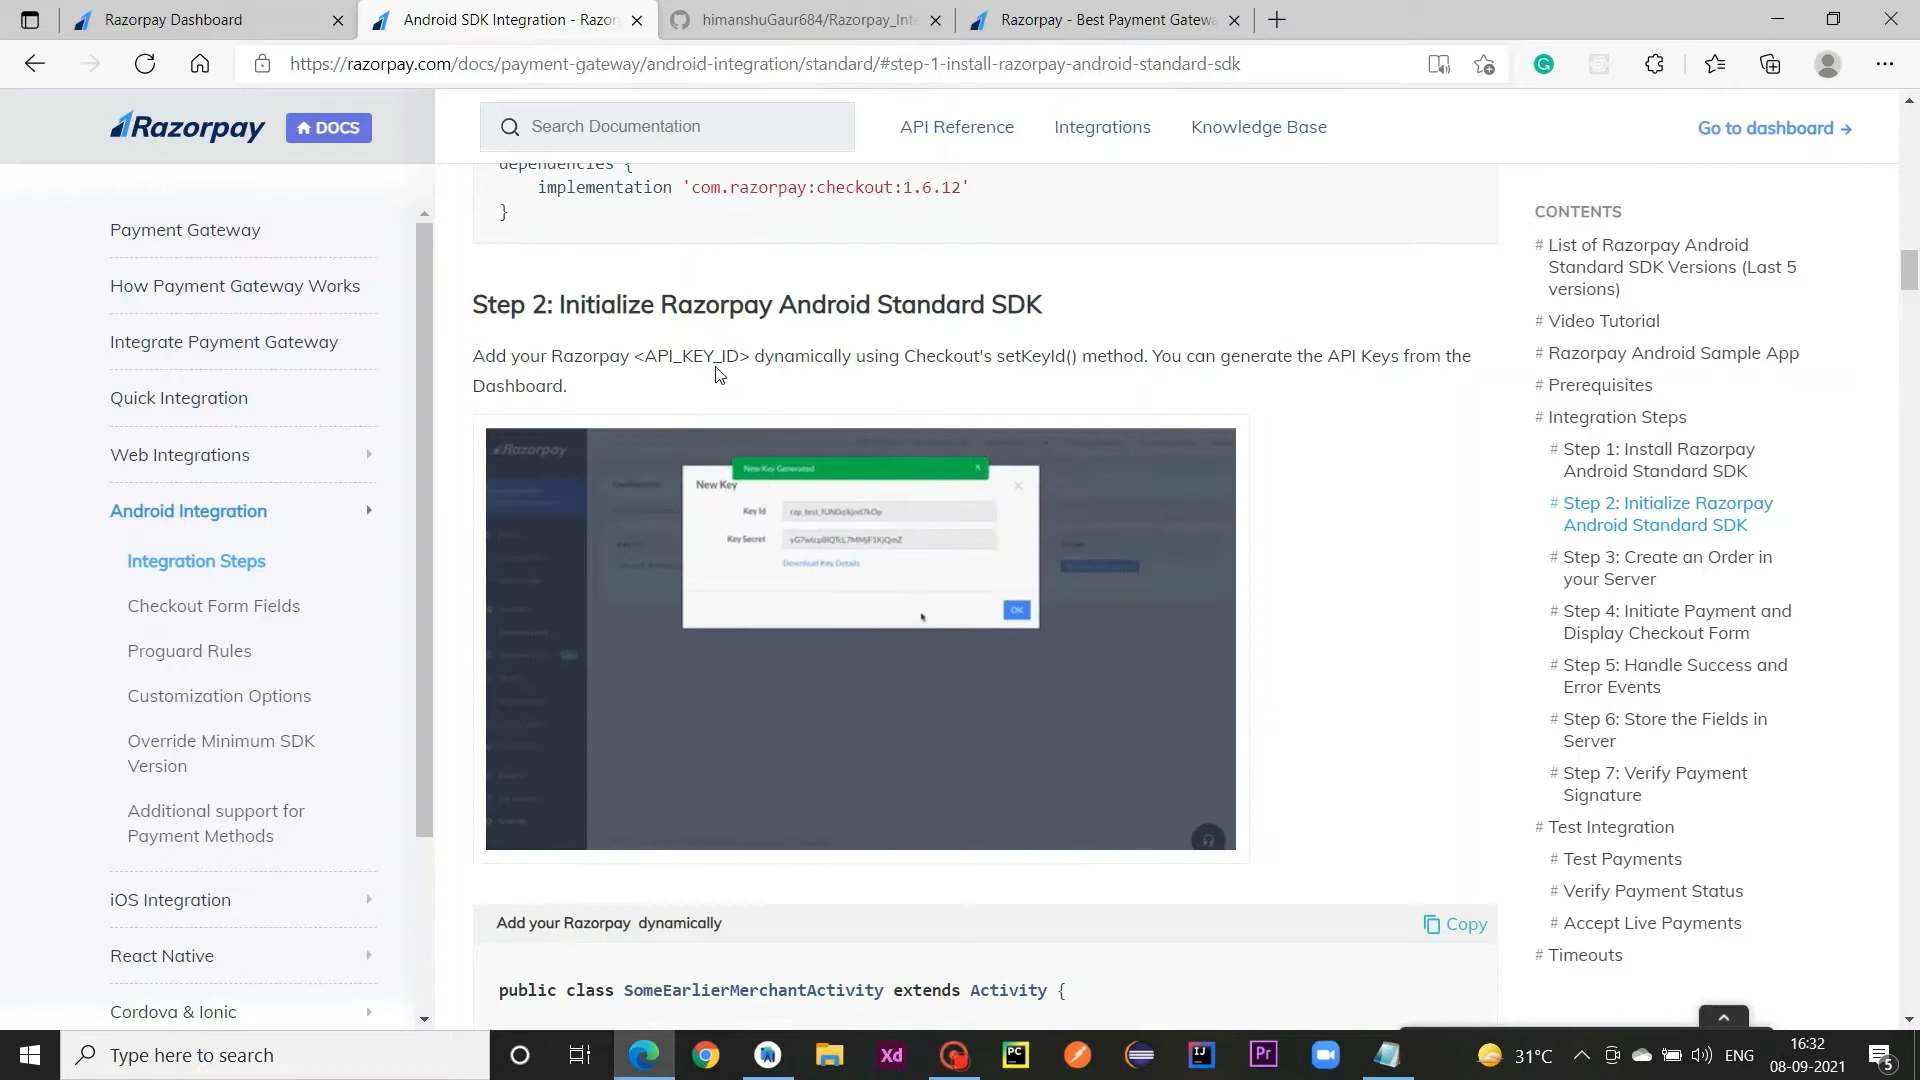 Razorpay Dashboard
Android SDK Integration - Razor
himanshuGaur684/Razorpay_Inte
Razorpay - Best Payment Gatewa
https://razorpay.com/docs/payment-gateway/android-integration/standard/#step-1-install-razorpay-android-standard-sdk
Razorpay
DOCS
Search Documentation
API Reference
Integrations
Knowledge Base
Go to dashboard →
Payment Gateway
How Payment Gateway Works
Integrate Payment Gateway
Quick Integration
Web Integrations
Android Integration
Integration Steps
Checkout Form Fields
Proguard Rules
Customization Options
Override Minimum SDK
Version
Additional support for
Payment Methods
iOS Integration
React Native
Cordova & Ionic
dependencies {
implementation 'com.razorpay:checkout:1.6.12'
}
Step 2: Initialize Razorpay Android Standard SDK
Add your Razorpay <API_KEY_ID> dynamically using Checkout's setKeyId() method. You can generate the API Keys from the
Dashboard.
Razorpay
New Key Generated
New Key
Key Id
Key Secret
Download Key Details
OK
Add your Razorpay dynamically
Copy
public class SomeEarlierMerchantActivity extends Activity {
CONTENTS
# List of Razorpay Android
Standard SDK Versions (Last 5
versions)
# Video Tutorial
# Razorpay Android Sample App
# Prerequisites
# Integration Steps
# Step 1: Install Razorpay
Android Standard SDK
# Step 2: Initialize Razorpay
Android Standard SDK
# Step 3: Create an Order in
your Server
# Step 4: Initiate Payment and
Display Checkout Form
# Step 5: Handle Success and
Error Events
# Step 6: Store the Fields in
Server
# Step 7: Verify Payment
Signature
# Test Integration
# Test Payments
# Verify Payment Status
# Accept Live Payments
# Timeouts
Type here to search
Xd
PC
IJ
Pr
31°C
ENG
16:32
08-09-2021
5